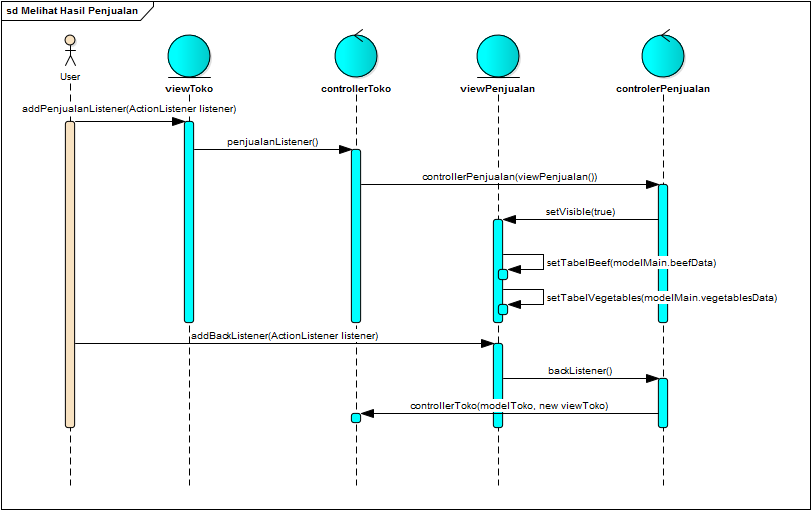 sd Melihat Hasil Penjualan
User
viewToko
controllerToko
viewPenjualan
controlerPenjualan
addPenjualanListener(ActionListener listener)
penjualanListener()
controllerPenjualan(viewPenjualan())
setVisible(true)
setTabelBeef(modelMain.beefData)
setTabelVegetables(modelMain.vegetablesData)
addBackListener(ActionListener listener)
backListener()
controllerToko(modelToko, new viewToko)